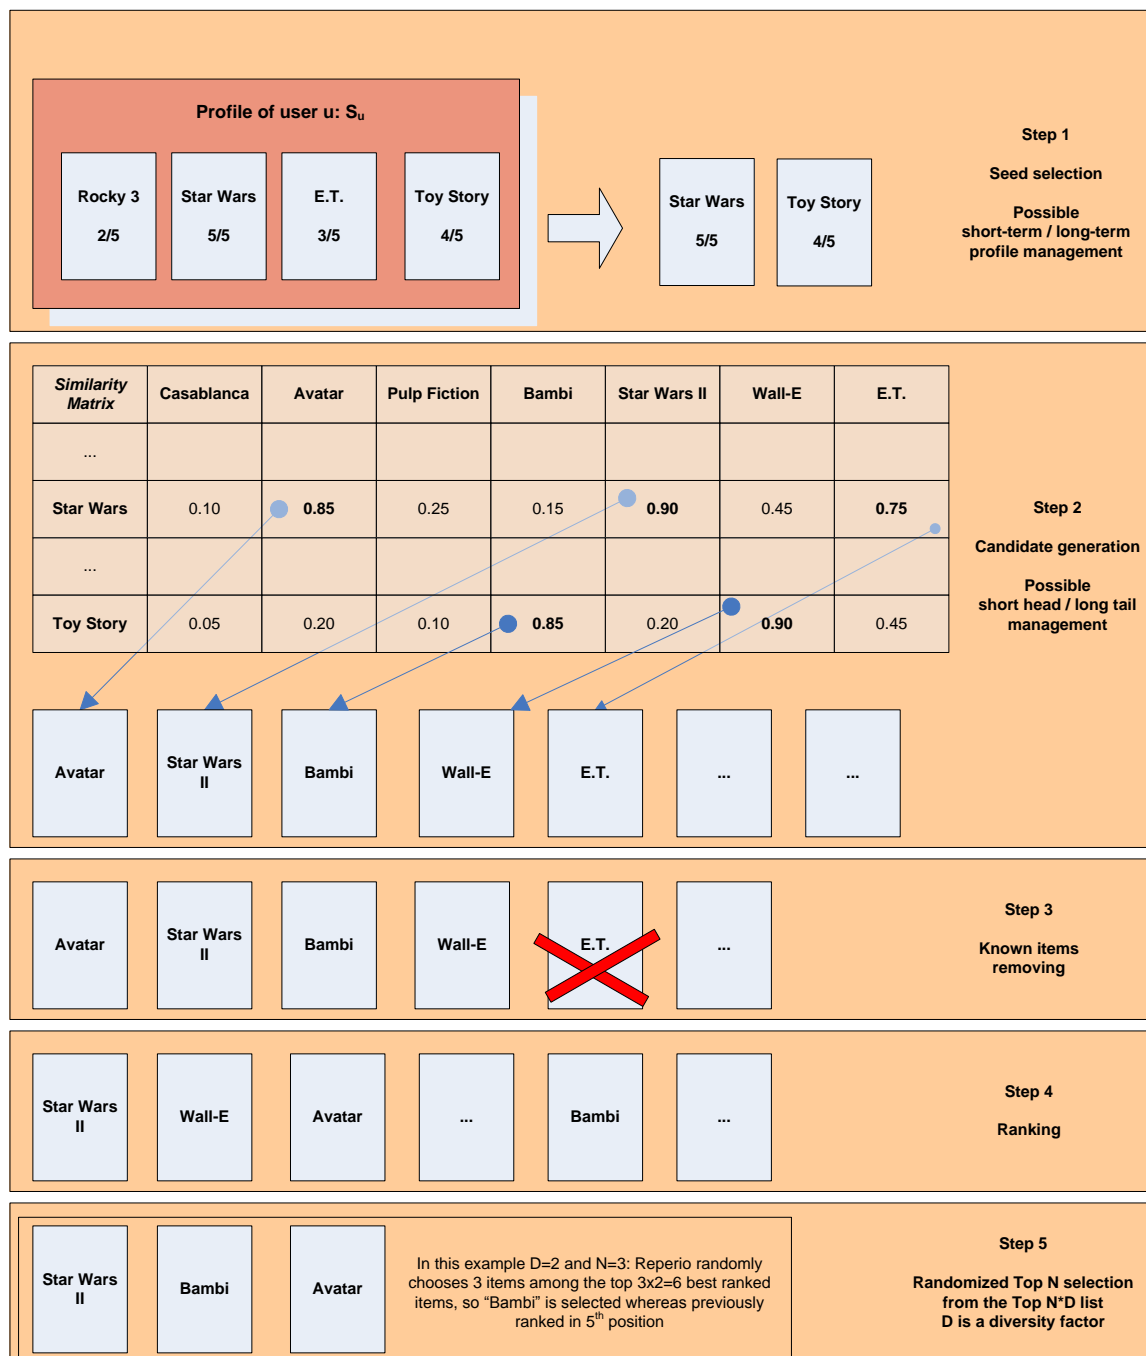 Profile of user u: Su
Rocky 3
2/5
Star Wars
5/5
E.T.
3/5
Toy Story
4/5
Star Wars
5/5
Toy Story
4/5
Step 1
Seed selection
Possible
short-term / long-term
profile management
Similarity
Matrix
Casablanca
Avatar
Pulp Fiction
Bambi
Star Wars II
Wall-E
E.T.
...
Star Wars
0.10
0.85
0.25
0.15
0.90
0.45
0.75
...
Toy Story
0.05
0.20
0.10
0.85
0.20
0.90
0.45
Step 2
Candidate generation
Possible
short head / long tail
management
Avatar
Star Wars
II
Bambi
Wall-E
E.T.
...
...
Avatar
Star Wars
II
Bambi
Wall-E
E.T.
...
Step 3
Known items
removing
Star Wars
II
Wall-E
Avatar
...
Bambi
...
Step 4
Ranking
Star Wars
II
Bambi
Avatar
In this example D=2 and N=3: Reperio randomly
chooses 3 items among the top 3x2=6 best ranked
items, so “Bambi” is selected whereas previously
ranked in 5th position
Step 5
Randomized Top N selection
from the Top N*D list
D is a diversity factor